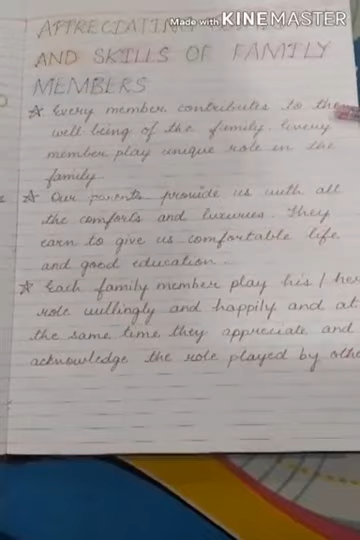 Made with KINEMASTER
APPRECIATING
AND SKILLS OF FAMILY
MEMBERS
☆ Every member contributes to the
well being of the family. Every
member play unique role in the
family.
☆ Our parents provide us with all
the comforts and luxuries. They
earn to give us comfortable life
and good education.
☆ Each family member play his / her
role willingly and happily and at
the same time they appreciate and
acknowledge the role played by othe